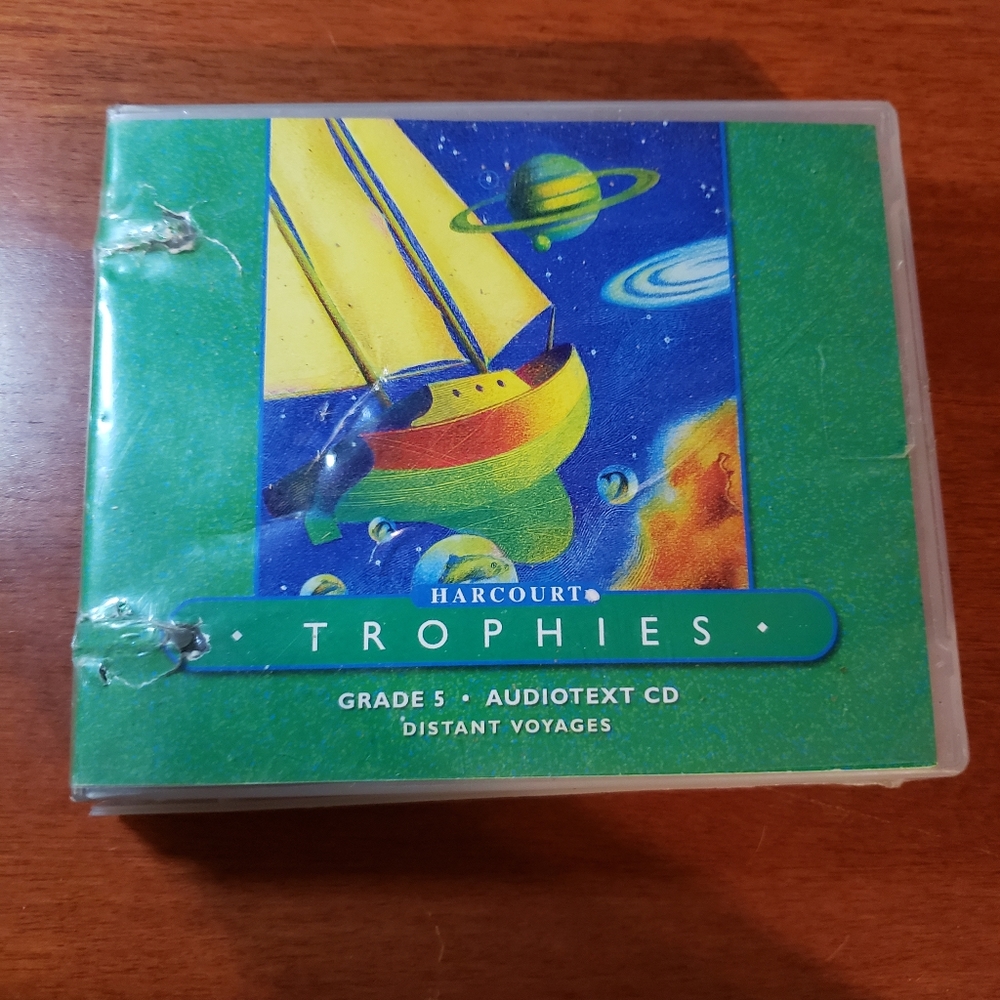 HARCOURT
• TROPHIES •
GRADE 5 • AUDIOTEXT CD
DISTANT VOYAGES